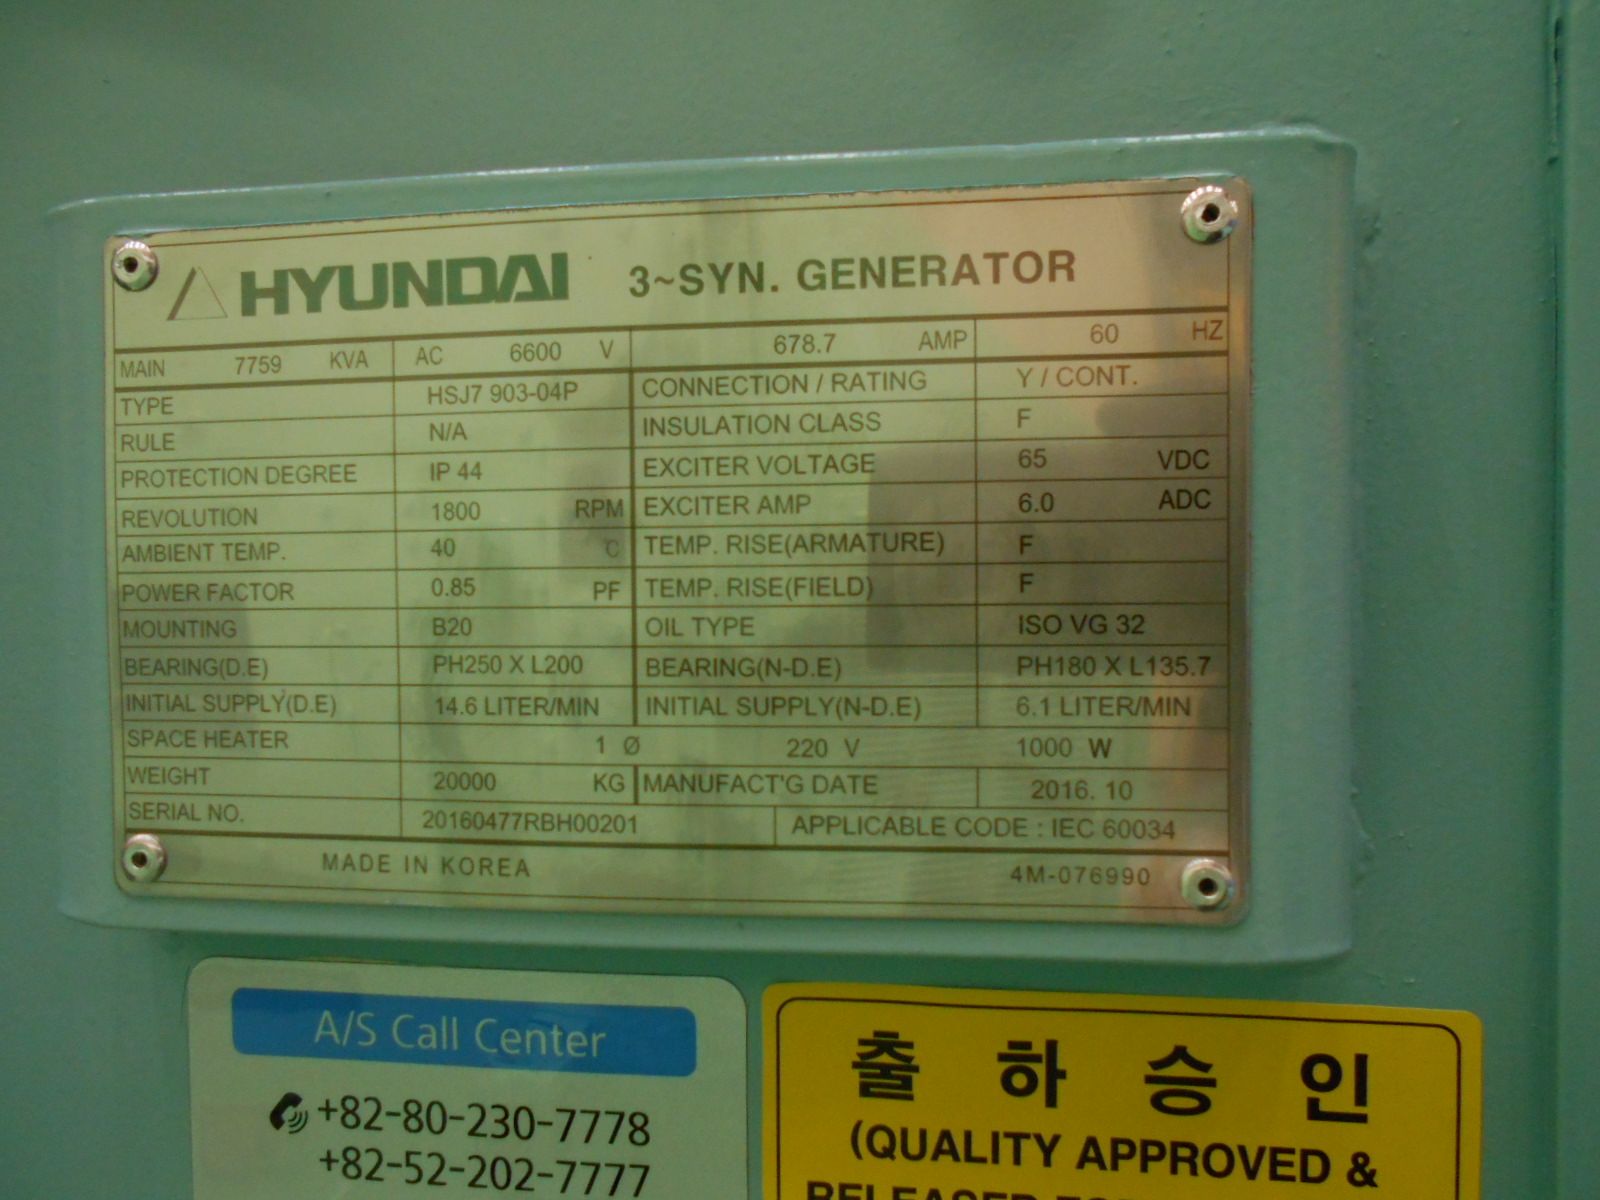 HYUNDAI 3~SYN. GENERATOR
MAIN 7759 KVA AC 6600 V 678.7 AMP 60 HZ
TYPE HSJ7 903-04P CONNECTION / RATING Y / CONT.
RULE N/A INSULATION CLASS F
PROTECTION DEGREE IP 44 EXCITER VOLTAGE 65 VDC
REVOLUTION 1800 RPM EXCITER AMP 6.0 ADC
AMBIENT TEMP. 40 C TEMP. RISE(ARMATURE) F
POWER FACTOR 0.85 PF TEMP. RISE(FIELD) F
MOUNTING B20 OIL TYPE ISO VG 32
BEARING(D.E) PH250 X L200 BEARING(N-D.E) PH180 X L135.7
INITIAL SUPPLY(D.E) 14.6 LITER/MIN INITIAL SUPPLY(N-D.E) 6.1 LITER/MIN
SPACE HEATER 1 Ø 220 V 1000 W
WEIGHT 20000 KG MANUFACT'G DATE 2016. 10
SERIAL NO. 20160477RBH00201 APPLICABLE CODE : IEC 60034
MADE IN KOREA 4M-076990
A/S Call Center
+82-80-230-7778
+82-52-202-7777
출 하 승 인
(QUALITY APPROVED &
RELEASED FOR